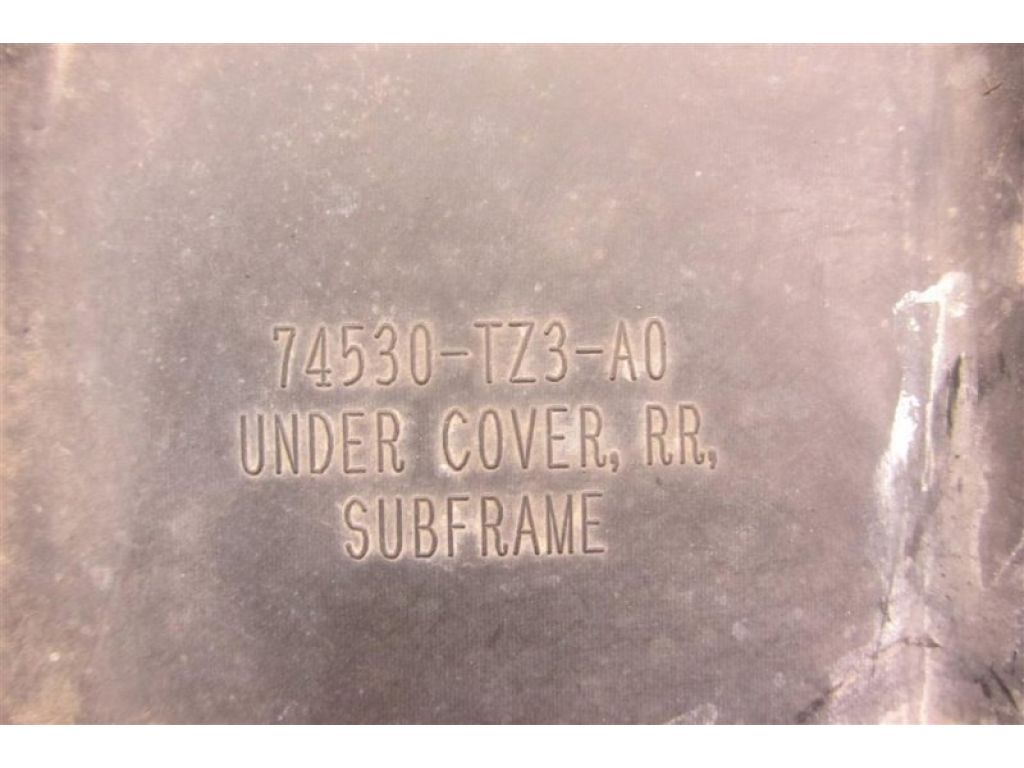 74530-TZ3-A0
UNDER COVER, RR,
SUBFRAME